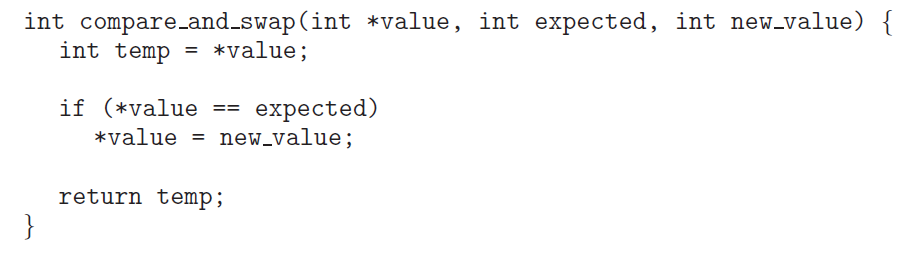 int compare_and_swap(int *value, int expected, int new_value) {
int temp = *value;
if (*value == expected)
*value = new_value;
return temp;
}